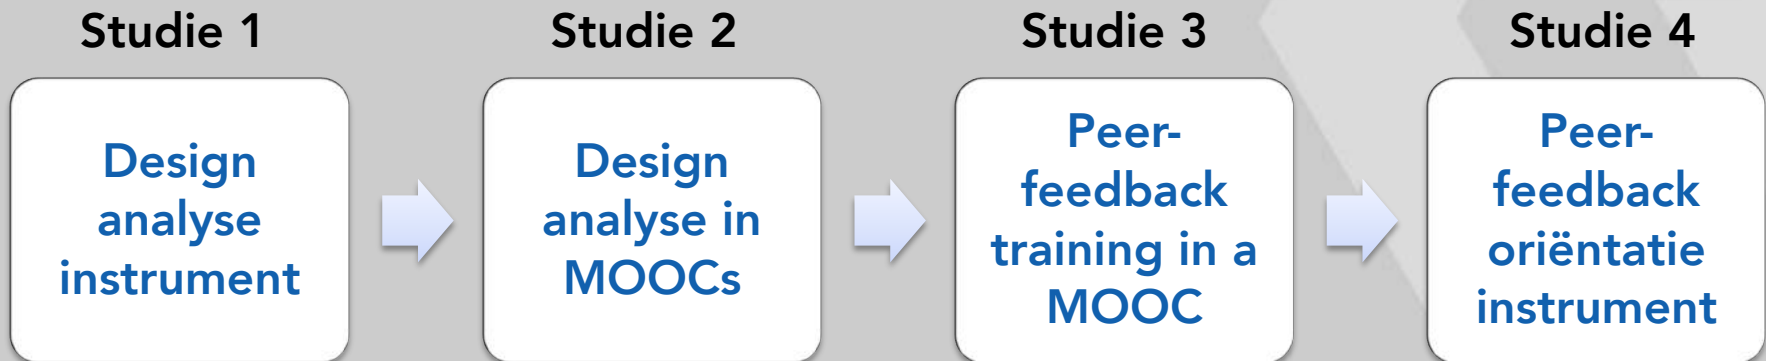 Studie 1
Studie 2
Studie 3
Studie 4
Design
analyse
instrument
Design
analyse in
MOOCs
Peer-
feedback
training in a
MOOC
Peer-
feedback
oriëntatie
instrument